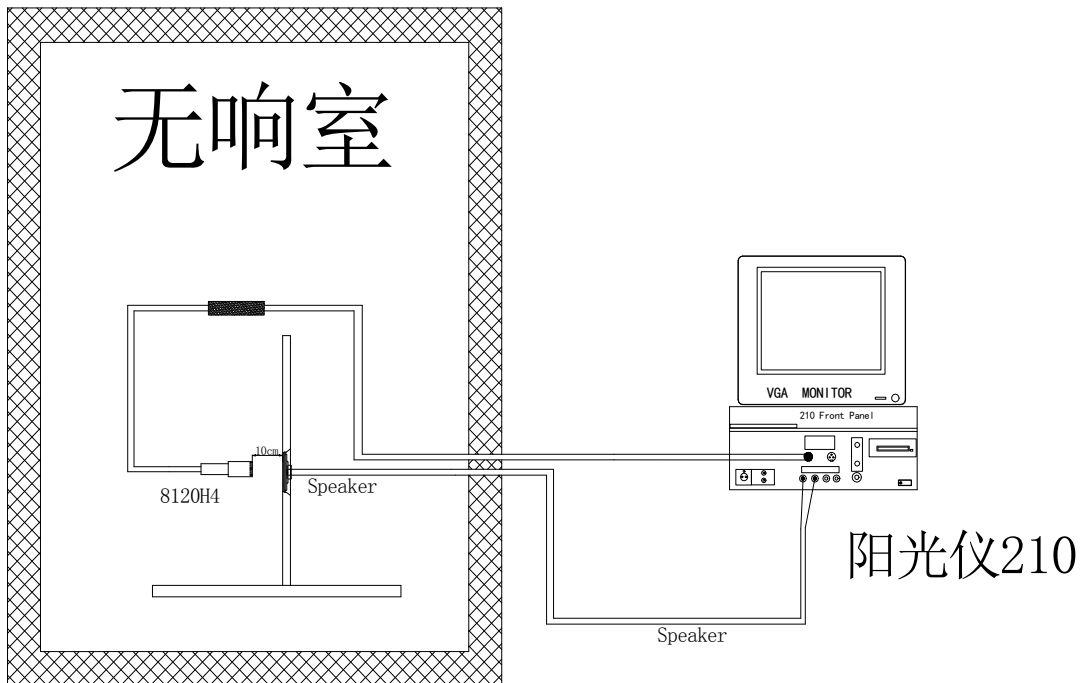 无响室
VGA MONITOR
210 Front Panel
10cm
8120H4
Speaker
阳光仪210
Speaker